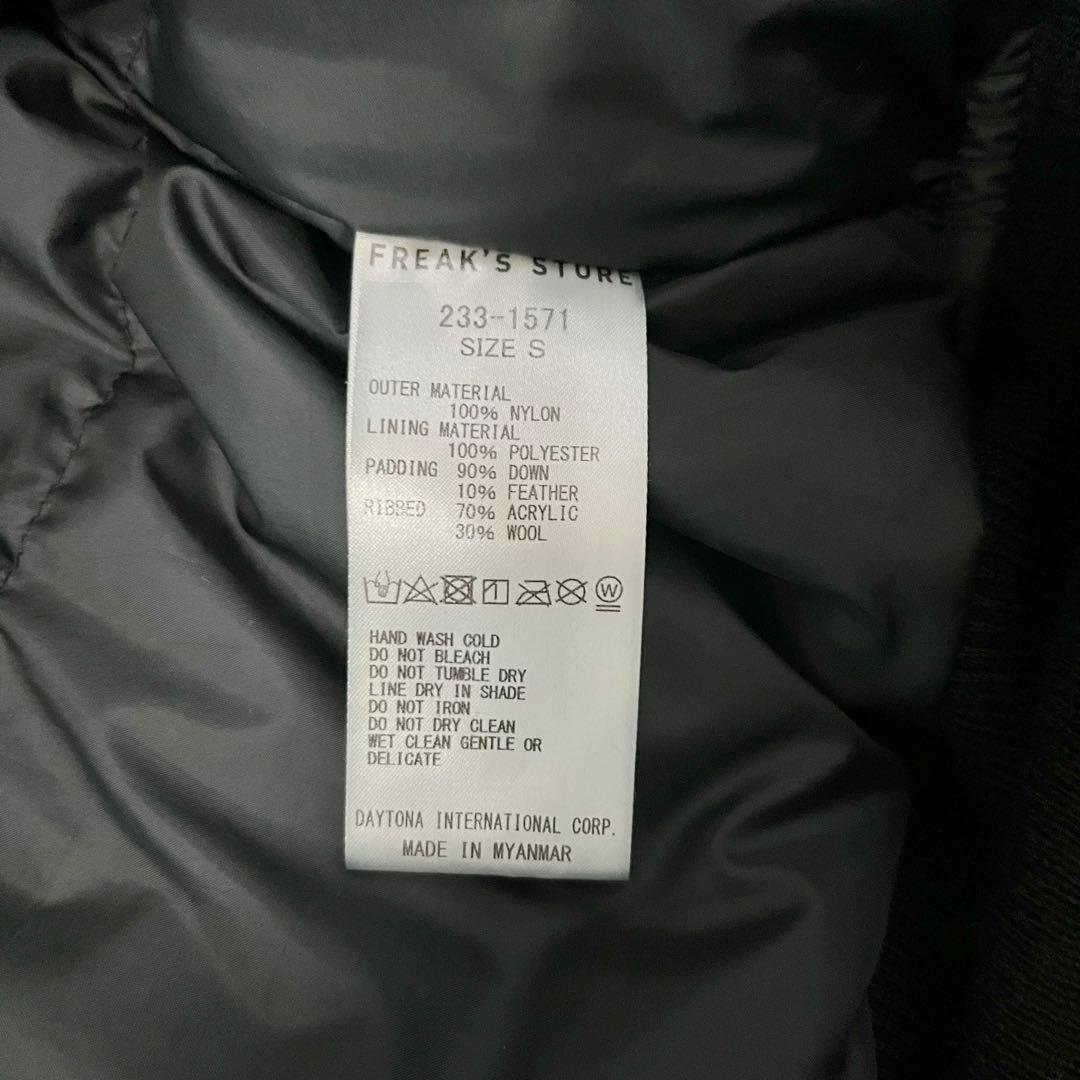 FREAK'S STORE
233-1571
SIZE S
OUTER MATERIAL
100% NYLON
LINING MATERIAL
100% POLYESTER
PADDING 90% DOWN
10% FEATHER
RIBBED 70% ACRYLIC
30% WOOL
W
HAND WASH COLD
DO NOT BLEACH
DO NOT TUMBLE DRY
LINE DRY IN SHADE
DO NOT IRON
DO NOT DRY CLEAN
WET CLEAN GENTLE OR
DELICATE
DAYTONA INTERNATIONAL CORP.
MADE IN MYANMAR